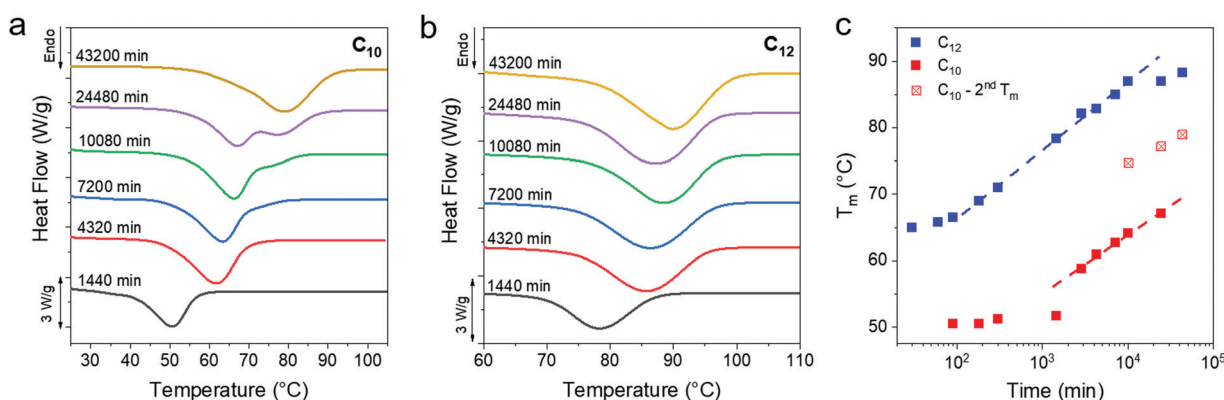 a
Endo
C10
43200 min
24480 min
10080 min
7200 min
4320 min
1440 min
3 W/g
Heat Flow (W/g)
30 40 50 60 70 80 90 100
Temperature (°C)
b
Endo
C12
43200 min
24480 min
10080 min
7200 min
4320 min
1440 min
3 W/g
Heat Flow (W/g)
60 70 80 90 100 110
Temperature (°C)
c
C12
C10
C10 - 2nd Tm
90
80
70
60
50
Tm (°C)
10² 10³ 10⁴ 10⁵
Time (min)